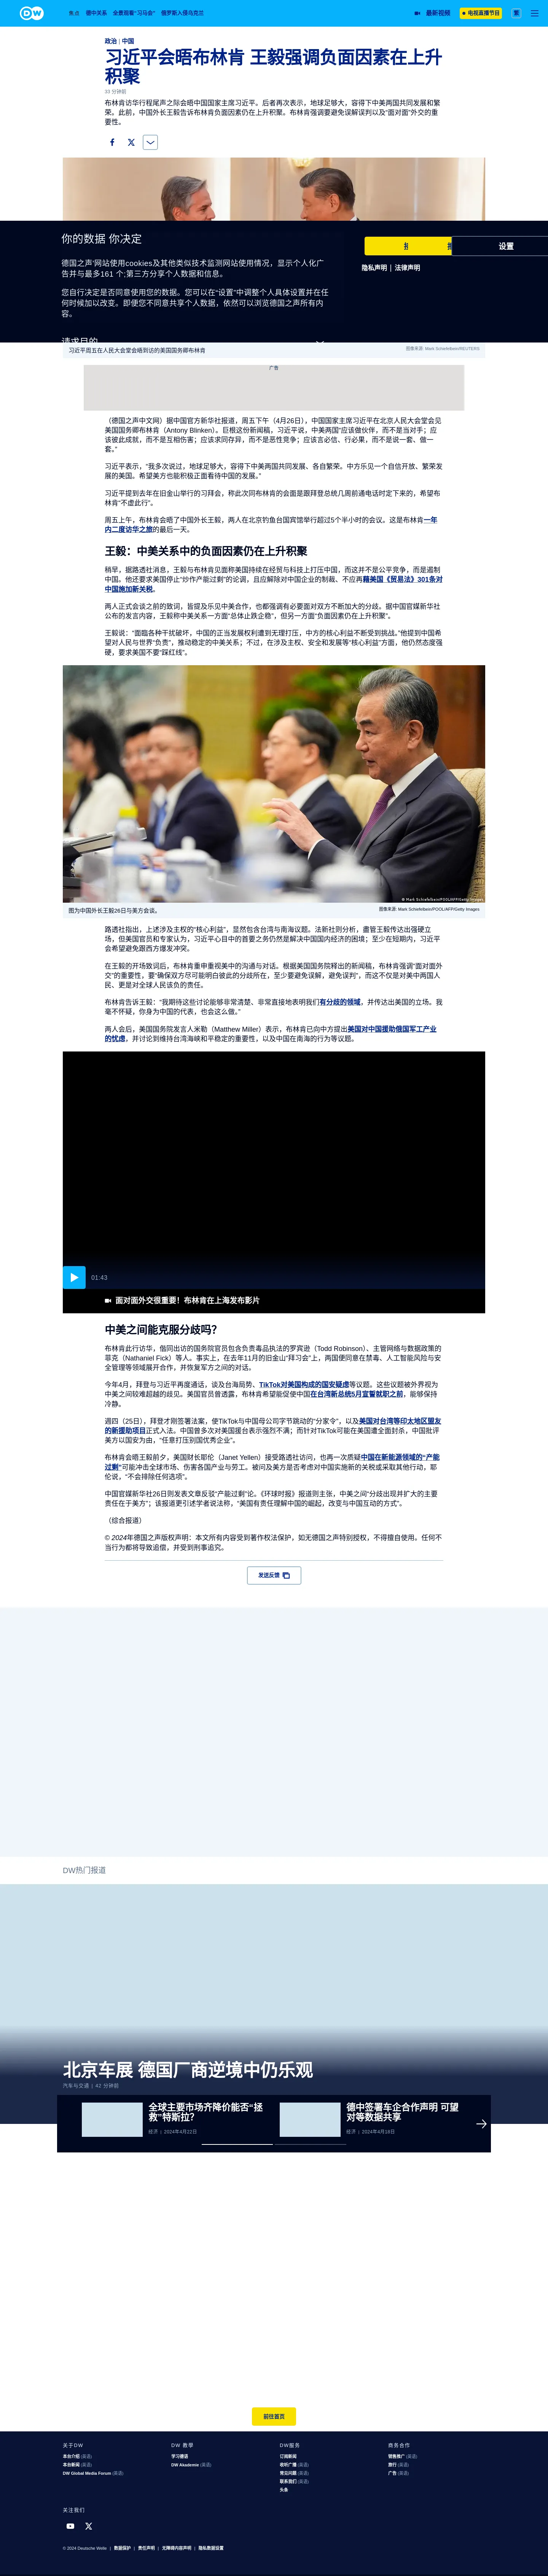 DW
焦点 德中关系 全景观看"习马会" 俄罗斯入侵乌克兰
最新视频
电视直播节目
繁
政治 | 中国
习近平会晤布林肯 王毅强调负面因素在上升积聚
33 分钟前
布林肯访华行程尾声之际会晤中国国家主席习近平。后者再次表示，地球足够大，容得下中美两国共同发展和繁荣。此前，中国外长王毅告诉布林肯负面因素仍在上升积聚。布林肯强调要避免误解误判以及"面对面"外交的重要性。
你的数据 你决定
德国之声'网站使用cookies及其他类似技术监测网站使用情况，显示个人化广告并与最多161 个;第三方分享个人数据和信息。
您自行决定是否同意使用您的数据。您可以在"设置"中调整个人具体设置并在任何时候加以改变。即使您不同意共享个人数据，依然可以浏览德国之声所有内容。
请求目的
设置
隐私声明 | 法律声明
习近平周五在人民大会堂会晤到访的美国国务卿布林肯
图像来源: Mark Schiefelbein/REUTERS
广告
（德国之声中文网）据中国官方新华社报道，周五下午（4月26日），中国国家主席习近平在北京人民大会堂会见美国国务卿布林肯（Antony Blinken）。巨根这份新闻稿，习近平说，中美两国"应该做伙伴，而不是当对手；应该彼此成就，而不是互相伤害；应该求同存异，而不是恶性竞争；应该言必信、行必果，而不是说一套、做一套。"
习近平表示，"我多次说过，地球足够大，容得下中美两国共同发展、各自繁荣。中方乐见一个自信开放、繁荣发展的美国。希望美方也能积极正面看待中国的发展。"
习近平提到去年在旧金山举行的习拜会，称此次同布林肯的会面是跟拜登总统几周前通电话时定下来的，希望布林肯"不虚此行"。
周五上午，布林肯会晤了中国外长王毅，两人在北京钓鱼台国宾馆举行超过5个半小时的会议。这是布林肯一年内二度访华之旅的最后一天。
王毅：中美关系中的负面因素仍在上升积聚
稍早，据路透社消息，王毅在与布林肯见面称美国持续在经贸与科技上打压中国，而这并不是公平竞争，而是遏制中国。他还要求美国停止"炒作产能过剩"的论调，且应解除对中国企业的制裁、不应再藉美国《贸易法》301条对中国施加新关税。
两人正式会谈之前的致词，皆提及乐见中美合作，也都强调有必要面对双方不断加大的分歧。据中国官媒新华社公布的发言内容，王毅称中美关系一方面"总体止跌企稳"，但另一方面"负面因素仍在上升积聚"。
王毅说："面临各种干扰破坏，中国的正当发展权利遭到无理打压，中方的核心利益不断受到挑战。"他提到中国希望对人民与世界"负责"，推动稳定的中美关系；不过，在涉及主权、安全和发展等"核心利益"方面，他仍然态度强硬，要求美国不要"踩红线"。
© Mark Schiefelbein/POOL/AFP/Getty Images
图为中国外长王毅26日与美方会谈。
图像来源: Mark Schiefelbein/POOL/AFP/Getty Images
路透社指出，上述涉及主权的"核心利益"，显然包含台湾与南海议题。法新社则分析，盡管王毅传达出强硬立场，但美国官员和专家认为，习近平心目中的首要之务仍然是解决中国国内经济的困境；至少在短期内，习近平会希望避免跟西方爆发冲突。
在王毅的开场致词后，布林肯重申重视美中的沟通与对话。根据美国国务院释出的新闻稿，布林肯强调"面对面外交"的重要性，要"确保双方尽可能明白彼此的分歧所在，至少要避免误解，避免误判"，而这不仅是对美中两国人民、更是对全球人民该负的责任。
布林肯告诉王毅："我期待这些讨论能够非常清楚、非常直接地表明我们有分歧的领域，并传达出美国的立场。我毫不怀疑，你身为中国的代表，也会这么做。"
两人会后，美国国务院发言人米勒（Matthew Miller）表示，布林肯已向中方提出美国对中国援助俄国军工产业的忧虑，并讨论到维持台湾海峡和平稳定的重要性，以及中国在南海的行为等议题。
01:43
面对面外交很重要！布林肯在上海发布影片
中美之间能克服分歧吗？
布林肯此行访华，偕同出访的国务院官员包含负责毒品执法的罗宾逊（Todd Robinson）、主管网络与数据政策的菲克（Nathaniel Fick）等人。事实上，在去年11月的旧金山"拜习会"上，两国便同意在禁毒、人工智能风险与安全管理等领域展开合作，并恢复军方之间的对话。
今年4月，拜登与习近平再度通话，谈及台海局势、TikTok对美国构成的国安疑虑等议题。这些议题被外界视为中美之间较难超越的歧见。美国官员曾透露，布林肯希望能促使中国在台湾新总统5月宣誓就职之前，能够保持冷静。
週四（25日），拜登才刚签署法案，使TikTok与中国母公司字节跳动的"分家令"，以及美国对台湾等印太地区盟友的新援助项目正式入法。中国曾多次对美国援台表示强烈不满；而针对TikTok可能在美国遭全面封杀，中国批评美方以国安为由，"任意打压别国优秀企业"。
布林肯会晤王毅前夕，美国财长耶伦（Janet Yellen）接受路透社访问，也再一次质疑中国在新能源领域的"产能过剩"可能冲击全球市场、伤害各国产业与劳工。被问及美方是否考虑对中国实施新的关税或采取其他行动，耶伦说，"不会排除任何选项"。
中国官媒新华社26日则发表文章反驳"产能过剩"论。《环球时报》报道则主张，中美之间"分歧出现并扩大的主要责任在于美方"；该报道更引述学者说法称，"美国有责任理解中国的崛起，改变与中国互动的方式"。
（综合报道）
© 2024年德国之声版权声明：本文所有内容受到著作权法保护，如无德国之声特别授权，不得擅自使用。任何不当行为都将导致追偿，并受到刑事追究。
发送反馈
DW热门报道
北京车展 德国厂商逆境中仍乐观
汽车与交通 | 42 分钟前
全球主要市场齐降价能否"拯救"特斯拉?
经济 | 2024年4月22日
德中签署车企合作声明 可望对等数据共享
经济 | 2024年4月18日
前往首页
关于DW
本台介绍 (英语)
本台新闻 (英语)
DW Global Media Forum (英语)
DW 教学
学习德语
DW Akademie (英语)
DW服务
订阅新闻
收听广播 (英语)
常见问题 (英语)
联系我们 (英语)
头条
商务合作
销售推广 (英语)
旅行 (英语)
广告 (英语)
关注我们
© 2024 Deutsche Welle | 数据保护 | 责任声明 | 无障碍内容声明 | 隐私数据设置